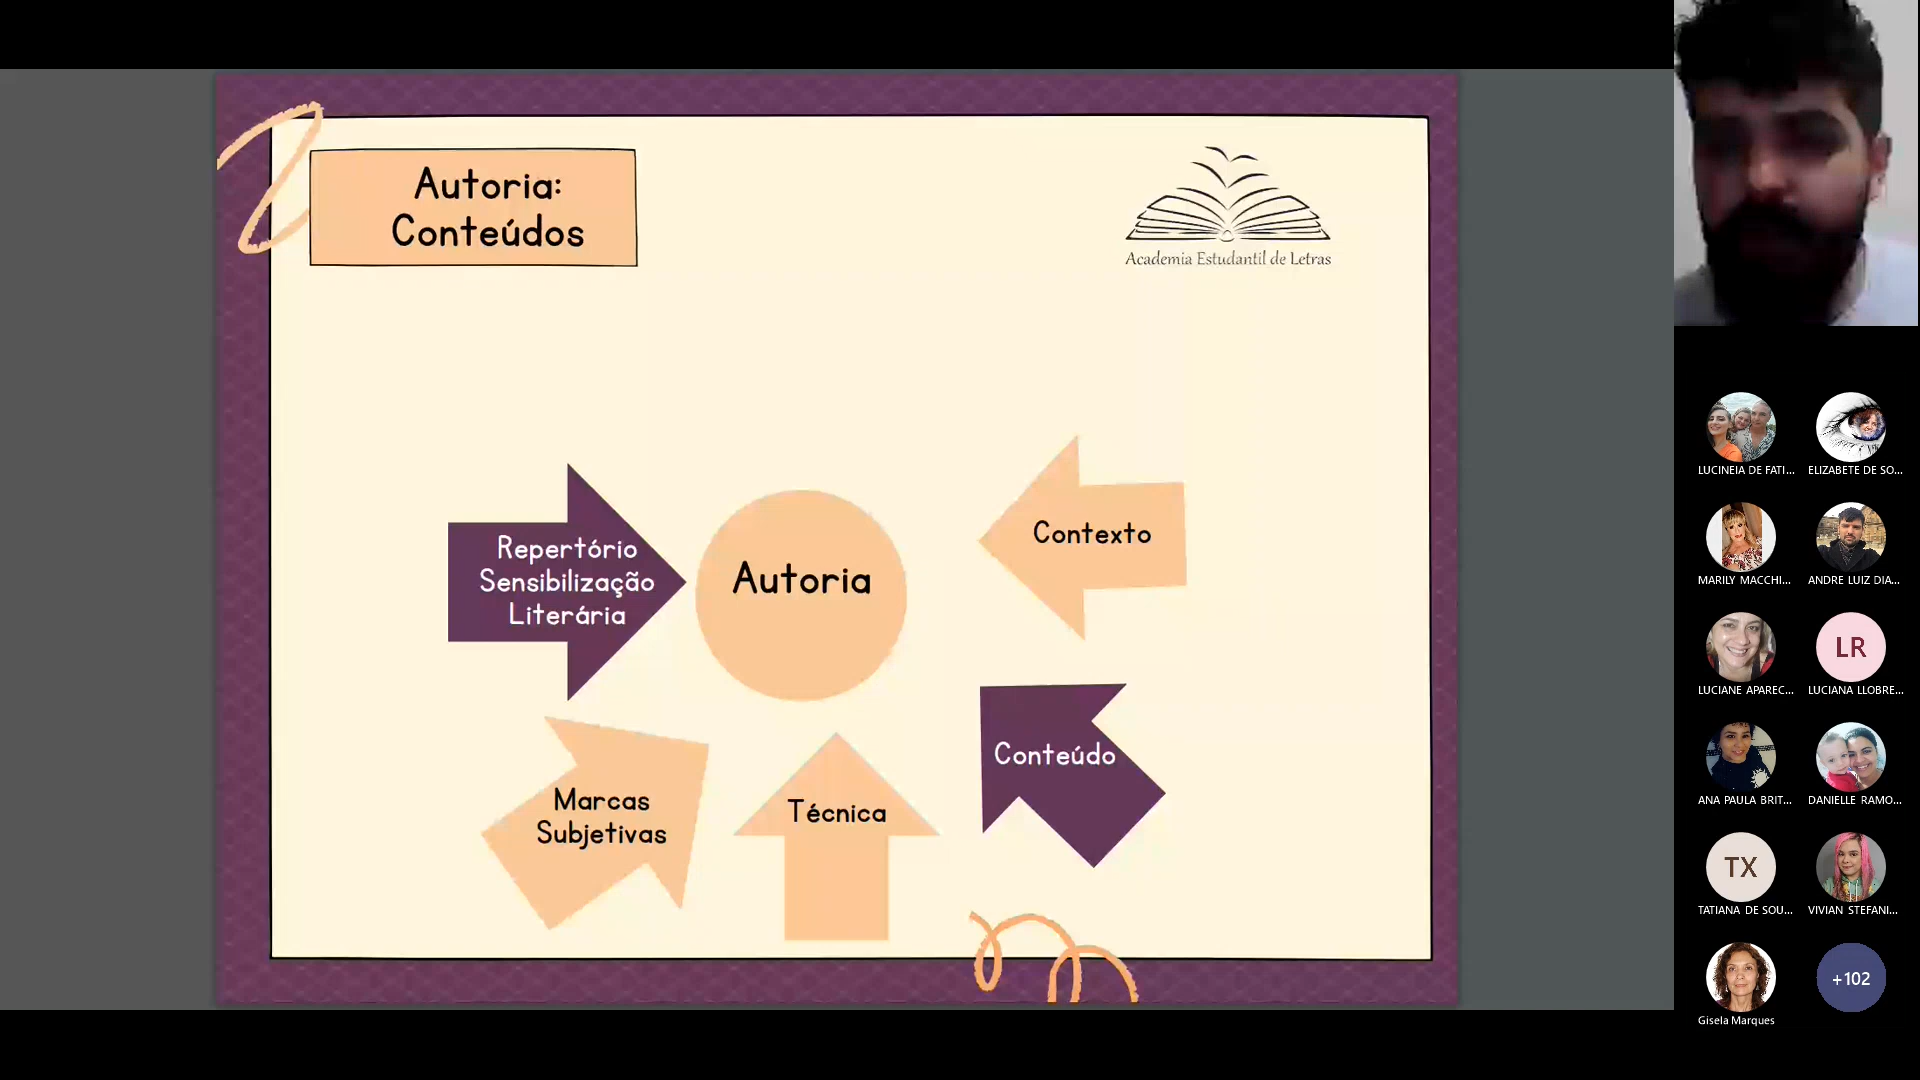 Autoria:
Conteúdos
Academia Estudantil de Letras
Repertório
Sensibilização
Literária
Autoria
Contexto
Marcas
Subjetivas
Técnica
Conteúdo
LUCINEIA DE FATI...
ELIZABETE DE SO...
MARILY MACCHI...
ANDRE LUIZ DIA...
LUCIANE APAREC...
LR
LUCIANA LLOBRE...
ANA PAULA BRIT...
DANIELLE RAMO...
TX
TATIANA DE SOU...
VIVIAN STEFANI...
Gisela Marques
+102